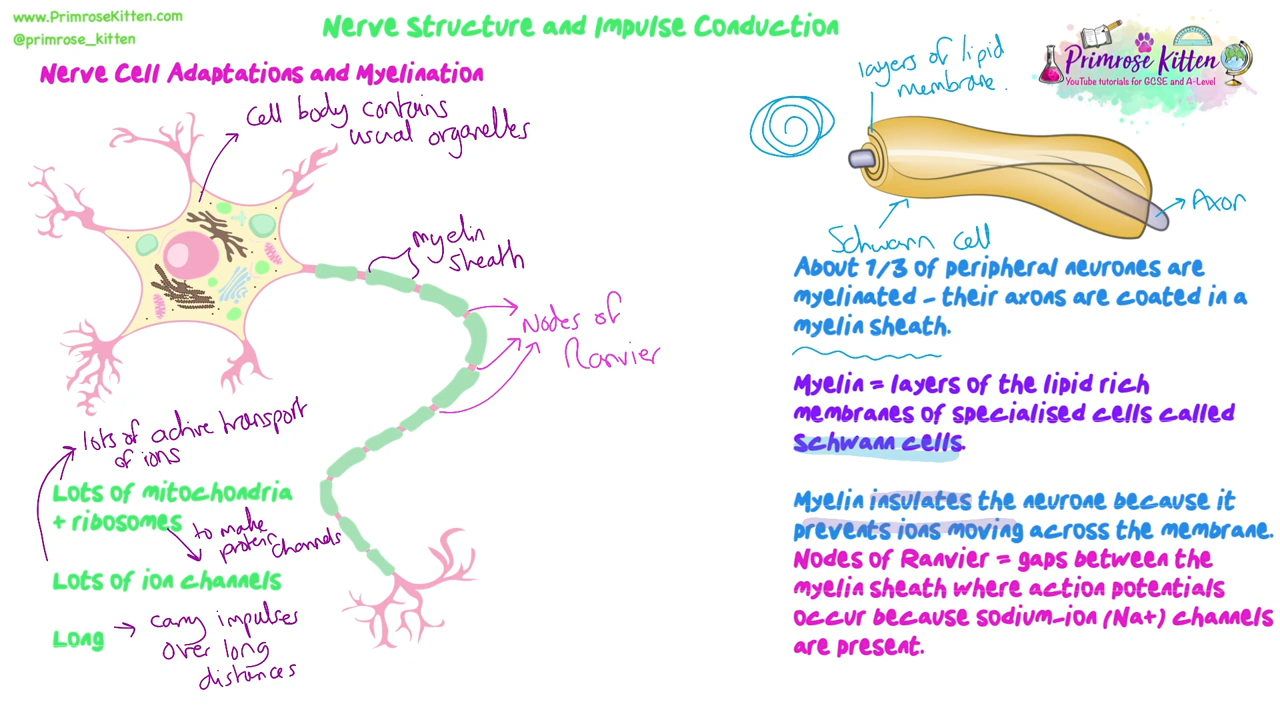 www.PrimroseKitten.com
@primrose_kitten
Nerve Structure and Impulse Conduction
Primrose Kitten
YouTube tutorials for GCSE and A-Level
Nerve Cell Adaptations and Myelination
Cell body contains
usual organelles
myelin
sheath
Nodes of
Ranvier
lots of active transport
of ions
Lots of mitochondria
+ ribosomes
to make
protein
channels
Lots of ion channels
Long
carry impulses
over long
distances
layers of lipid
membrane.
Axon
Schwann cell
About 1/3 of peripheral neurones are
myelinated - their axons are coated in a
myelin sheath.
Myelin = layers of the lipid rich
membranes of specialised cells called
Schwann cells.
Myelin insulates the neurone because it
prevents ions moving across the membrane.
Nodes of Ranvier = gaps between the
myelin sheath where action potentials
occur because sodium-ion (Na+) channels
are present.